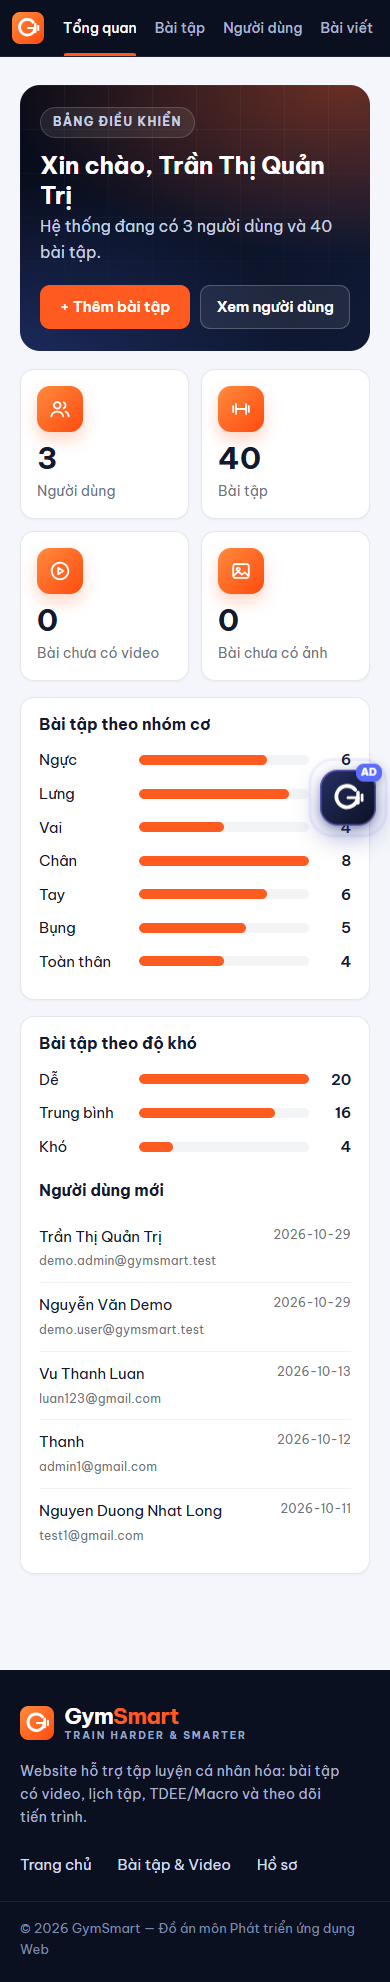 Tổng quan Bài tập Người dùng Bài viết
BẢNG ĐIỀU KHIỂN
Xin chào, Trần Thị Quản
Trị
Hệ thống đang có 3 người dùng và 40
bài tập.
+ Thêm bài tập Xem người dùng
3
Người dùng
40
Bài tập
0
Bài chưa có video
0
Bài chưa có ảnh
Bài tập theo nhóm cơ
Ngực 6
AD
Lưng
Vai 4
Chân 8
Tay 6
Bụng 5
Toàn thân 4
Bài tập theo độ khó
Dễ 20
Trung bình 16
Khó 4
Người dùng mới
Trần Thị Quản Trị 2026-10-29
demo.admin@gymsmart.test
Nguyễn Văn Demo 2026-10-29
demo.user@gymsmart.test
Vu Thanh Luan 2026-10-13
luan123@gmail.com
Thanh 2026-10-12
admin1@gmail.com
Nguyen Duong Nhat Long 2026-10-11
test1@gmail.com
GymSmart
TRAIN HARDER & SMARTER
Website hỗ trợ tập luyện cá nhân hóa: bài tập
có video, lịch tập, TDEE/Macro và theo dõi
tiến trình.
Trang chủ Bài tập & Video Hồ sơ
© 2026 GymSmart — Đồ án môn Phát triển ứng dụng
Web